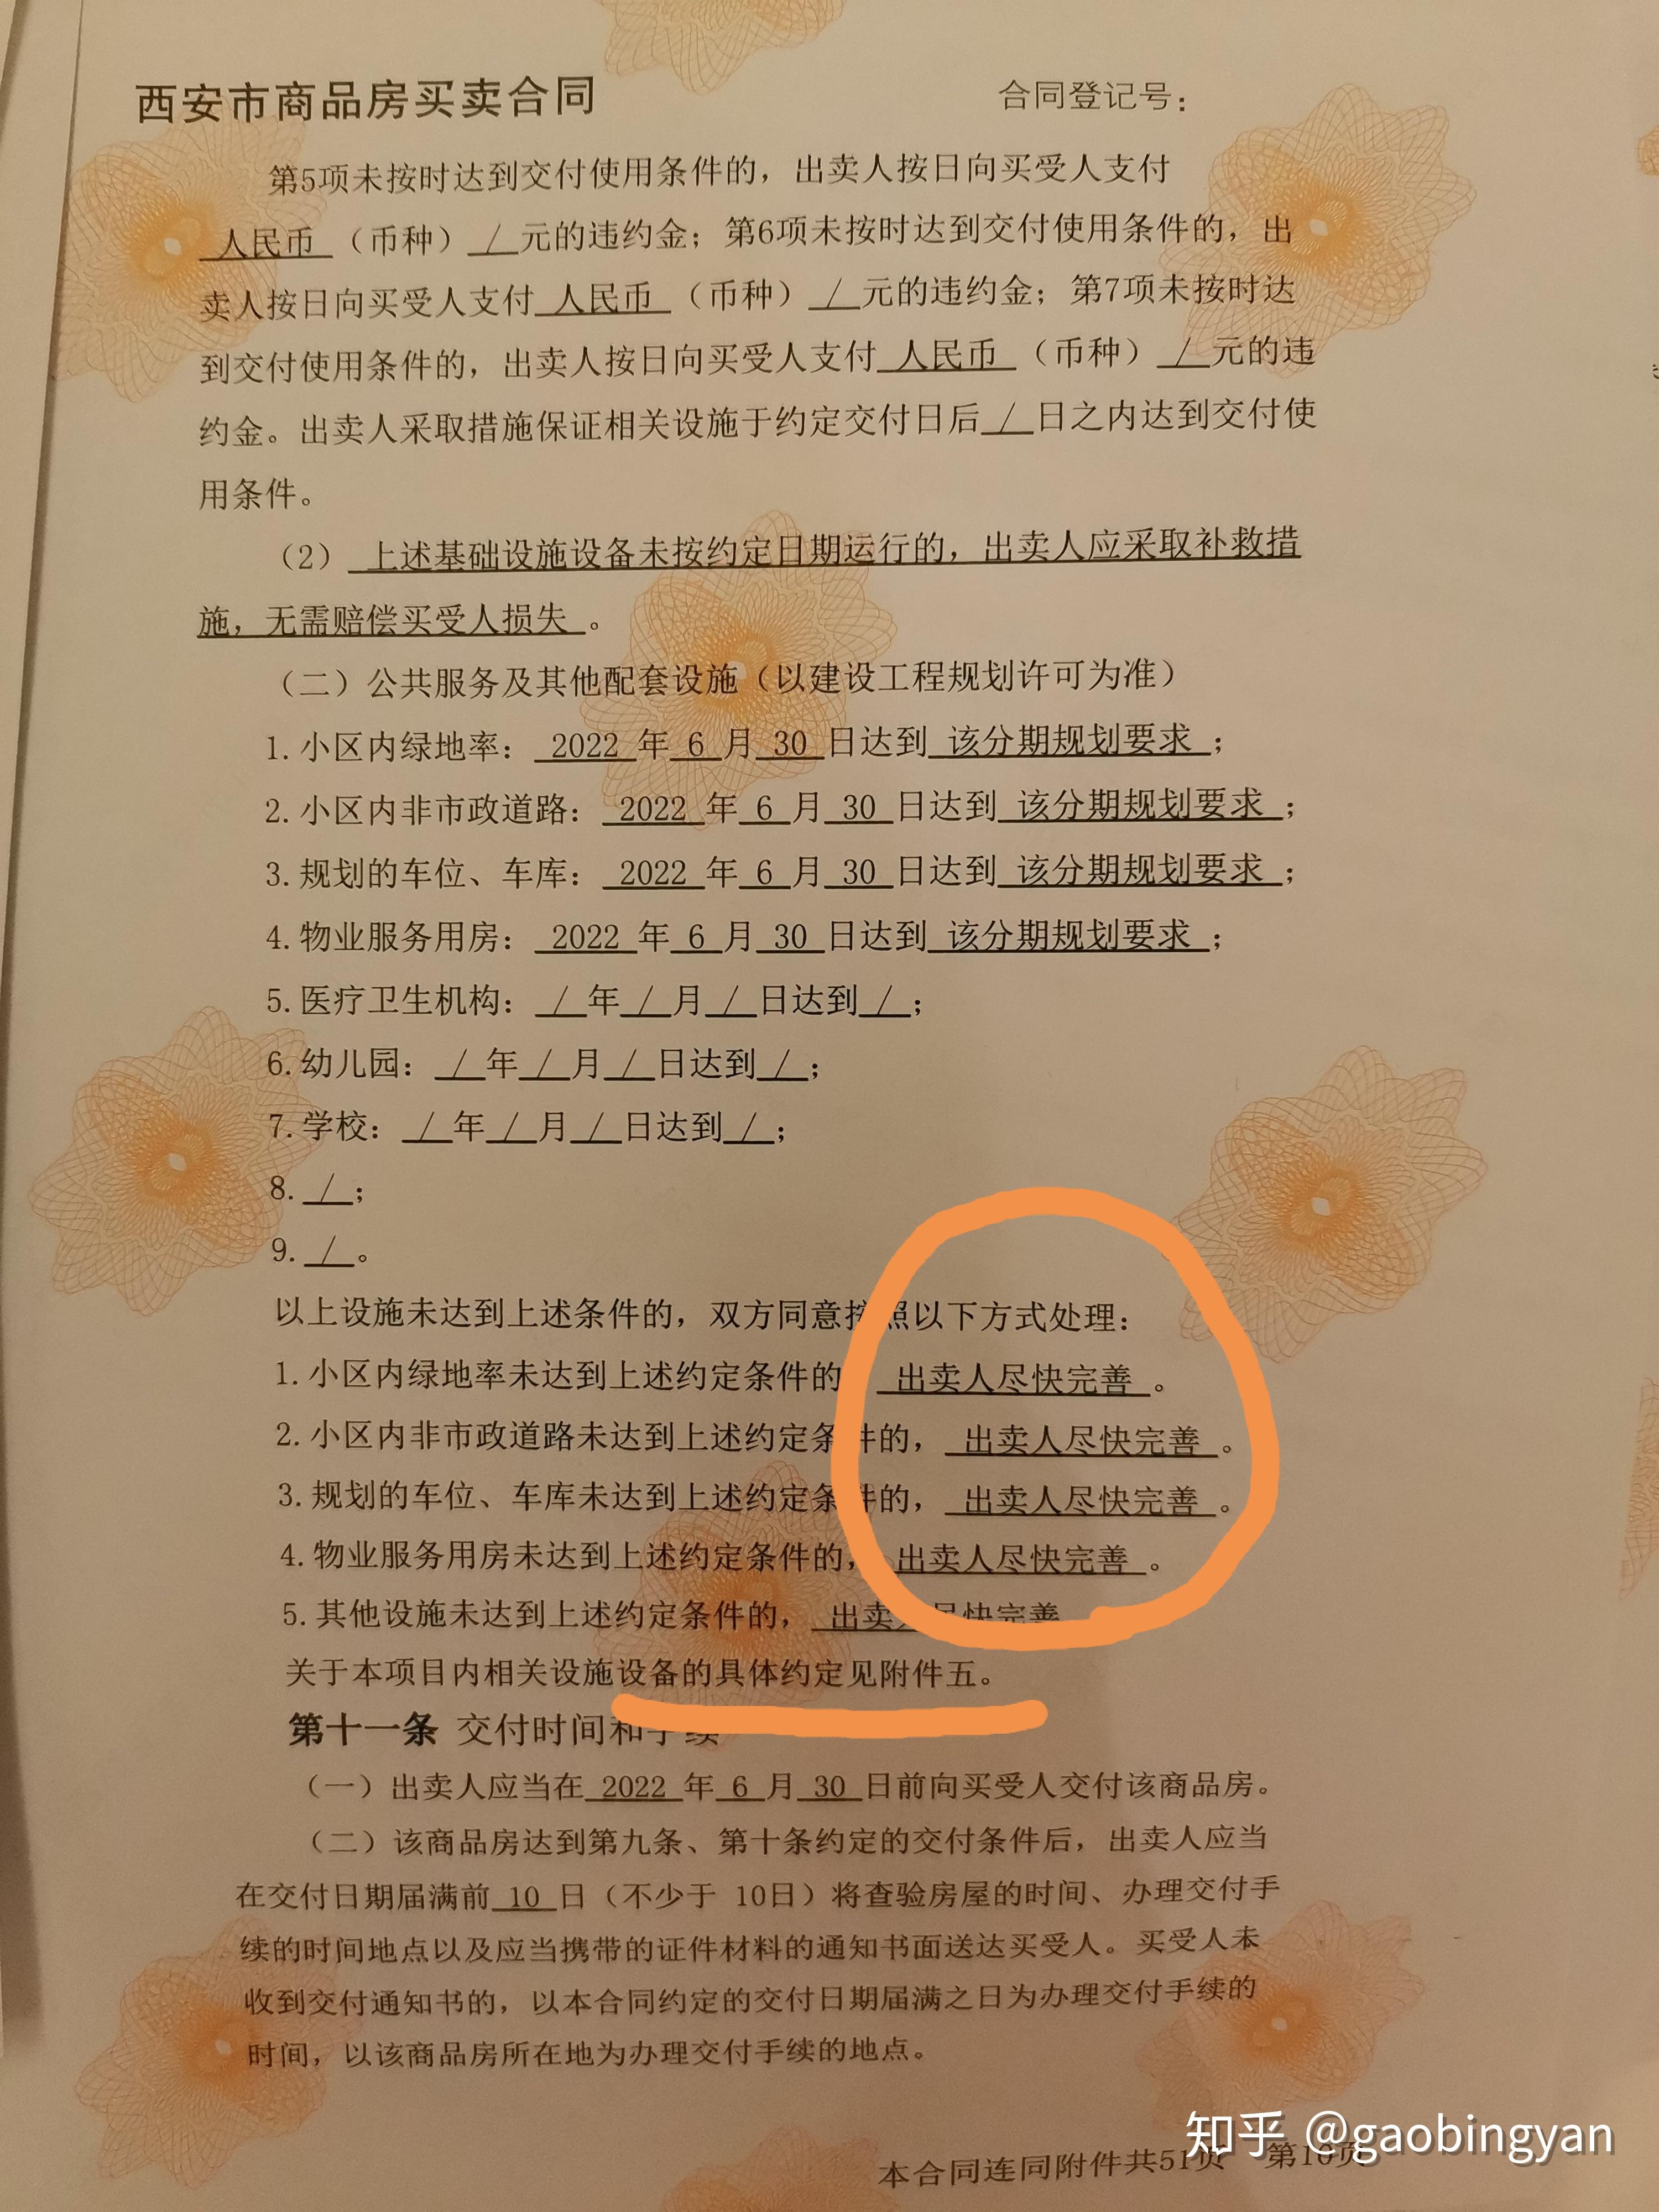 西安市商品房买卖合同
合同登记号：
第5项未按时达到交付使用条件的，出卖人按日向买受人支付
人民币 （币种） / 元的违约金；第6项未按时达到交付使用条件的，出
卖人按日向买受人支付 人民币 （币种） / 元的违约金；第7项未按时达
到交付使用条件的，出卖人按日向买受人支付 人民币 （币种） / 元的违
约金。出卖人采取措施保证相关设施于约定交付日后 / 日之内达到交付使
用条件。
（2） 上述基础设施设备未按约定日期运行的，出卖人应采取补救措
施，无需赔偿买受人损失 。
（二）公共服务及其他配套设施（以建设工程规划许可为准）
1.小区内绿地率： 2022 年 6 月 30 日达到 该分期规划要求 ；
2.小区内非市政道路： 2022 年 6 月 30 日达到 该分期规划要求 ；
3.规划的车位、车库： 2022 年 6 月 30 日达到 该分期规划要求 ；
4.物业服务用房： 2022 年 6 月 30 日达到 该分期规划要求 ；
5.医疗卫生机构： / 年 / 月 / 日达到 / ；
6.幼儿园： / 年 / 月 / 日达到 / ；
7.学校： / 年 / 月 / 日达到 / ；
8. / ；
9. / 。
以上设施未达到上述条件的，双方同意按照以下方式处理：
1.小区内绿地率未达到上述约定条件的 出卖人尽快完善 。
2.小区内非市政道路未达到上述约定条件的， 出卖人尽快完善 。
3.规划的车位、车库未达到上述约定条件的， 出卖人尽快完善 。
4.物业服务用房未达到上述约定条件的， 出卖人尽快完善 。
5.其他设施未达到上述约定条件的， 出卖人尽快完善
关于本项目内相关设施设备的具体约定见附件五。
第十一条 交付时间和手续
（一）出卖人应当在 2022 年 6 月 30 日前向买受人交付该商品房。
（二）该商品房达到第九条、第十条约定的交付条件后，出卖人应当
在交付日期届满前 10 日（不少于 10日）将查验房屋的时间、办理交付手
续的时间地点以及应当携带的证件材料的通知书面送达买受人。买受人未
收到交付通知书的，以本合同约定的交付日期届满之日为办理交付手续的
时间，以该商品房所在地为办理交付手续的地点。
知乎 @gaobingyan
本合同连同附件共51页 第10页